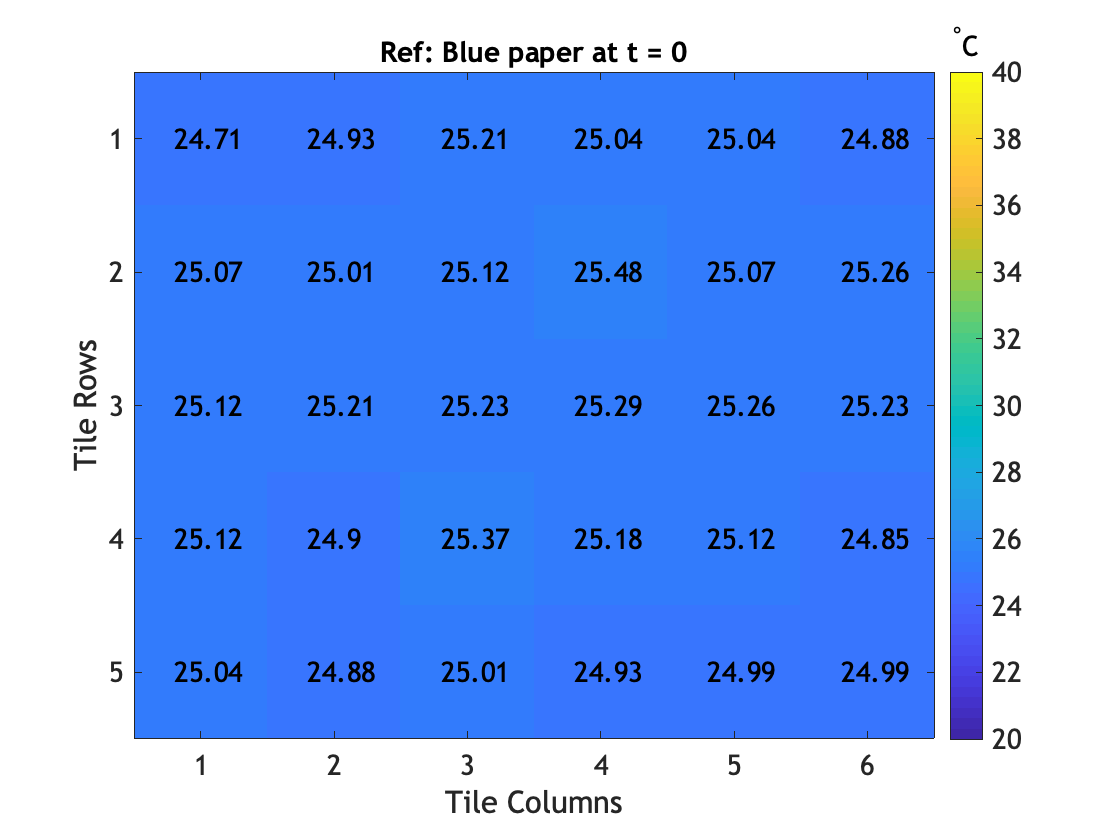 Ref: Blue paper at t = 0
°C
40
1 24.71 24.93 25.21 25.04 25.04 24.88
38
36
2 25.07 25.01 25.12 25.48 25.07 25.26
34
32
Tile Rows
3 25.12 25.21 25.23 25.29 25.26 25.23
30
28
4 25.12 24.9 25.37 25.18 25.12 24.85
26
24
5 25.04 24.88 25.01 24.93 24.99 24.99
22
20
1 2 3 4 5 6
Tile Columns